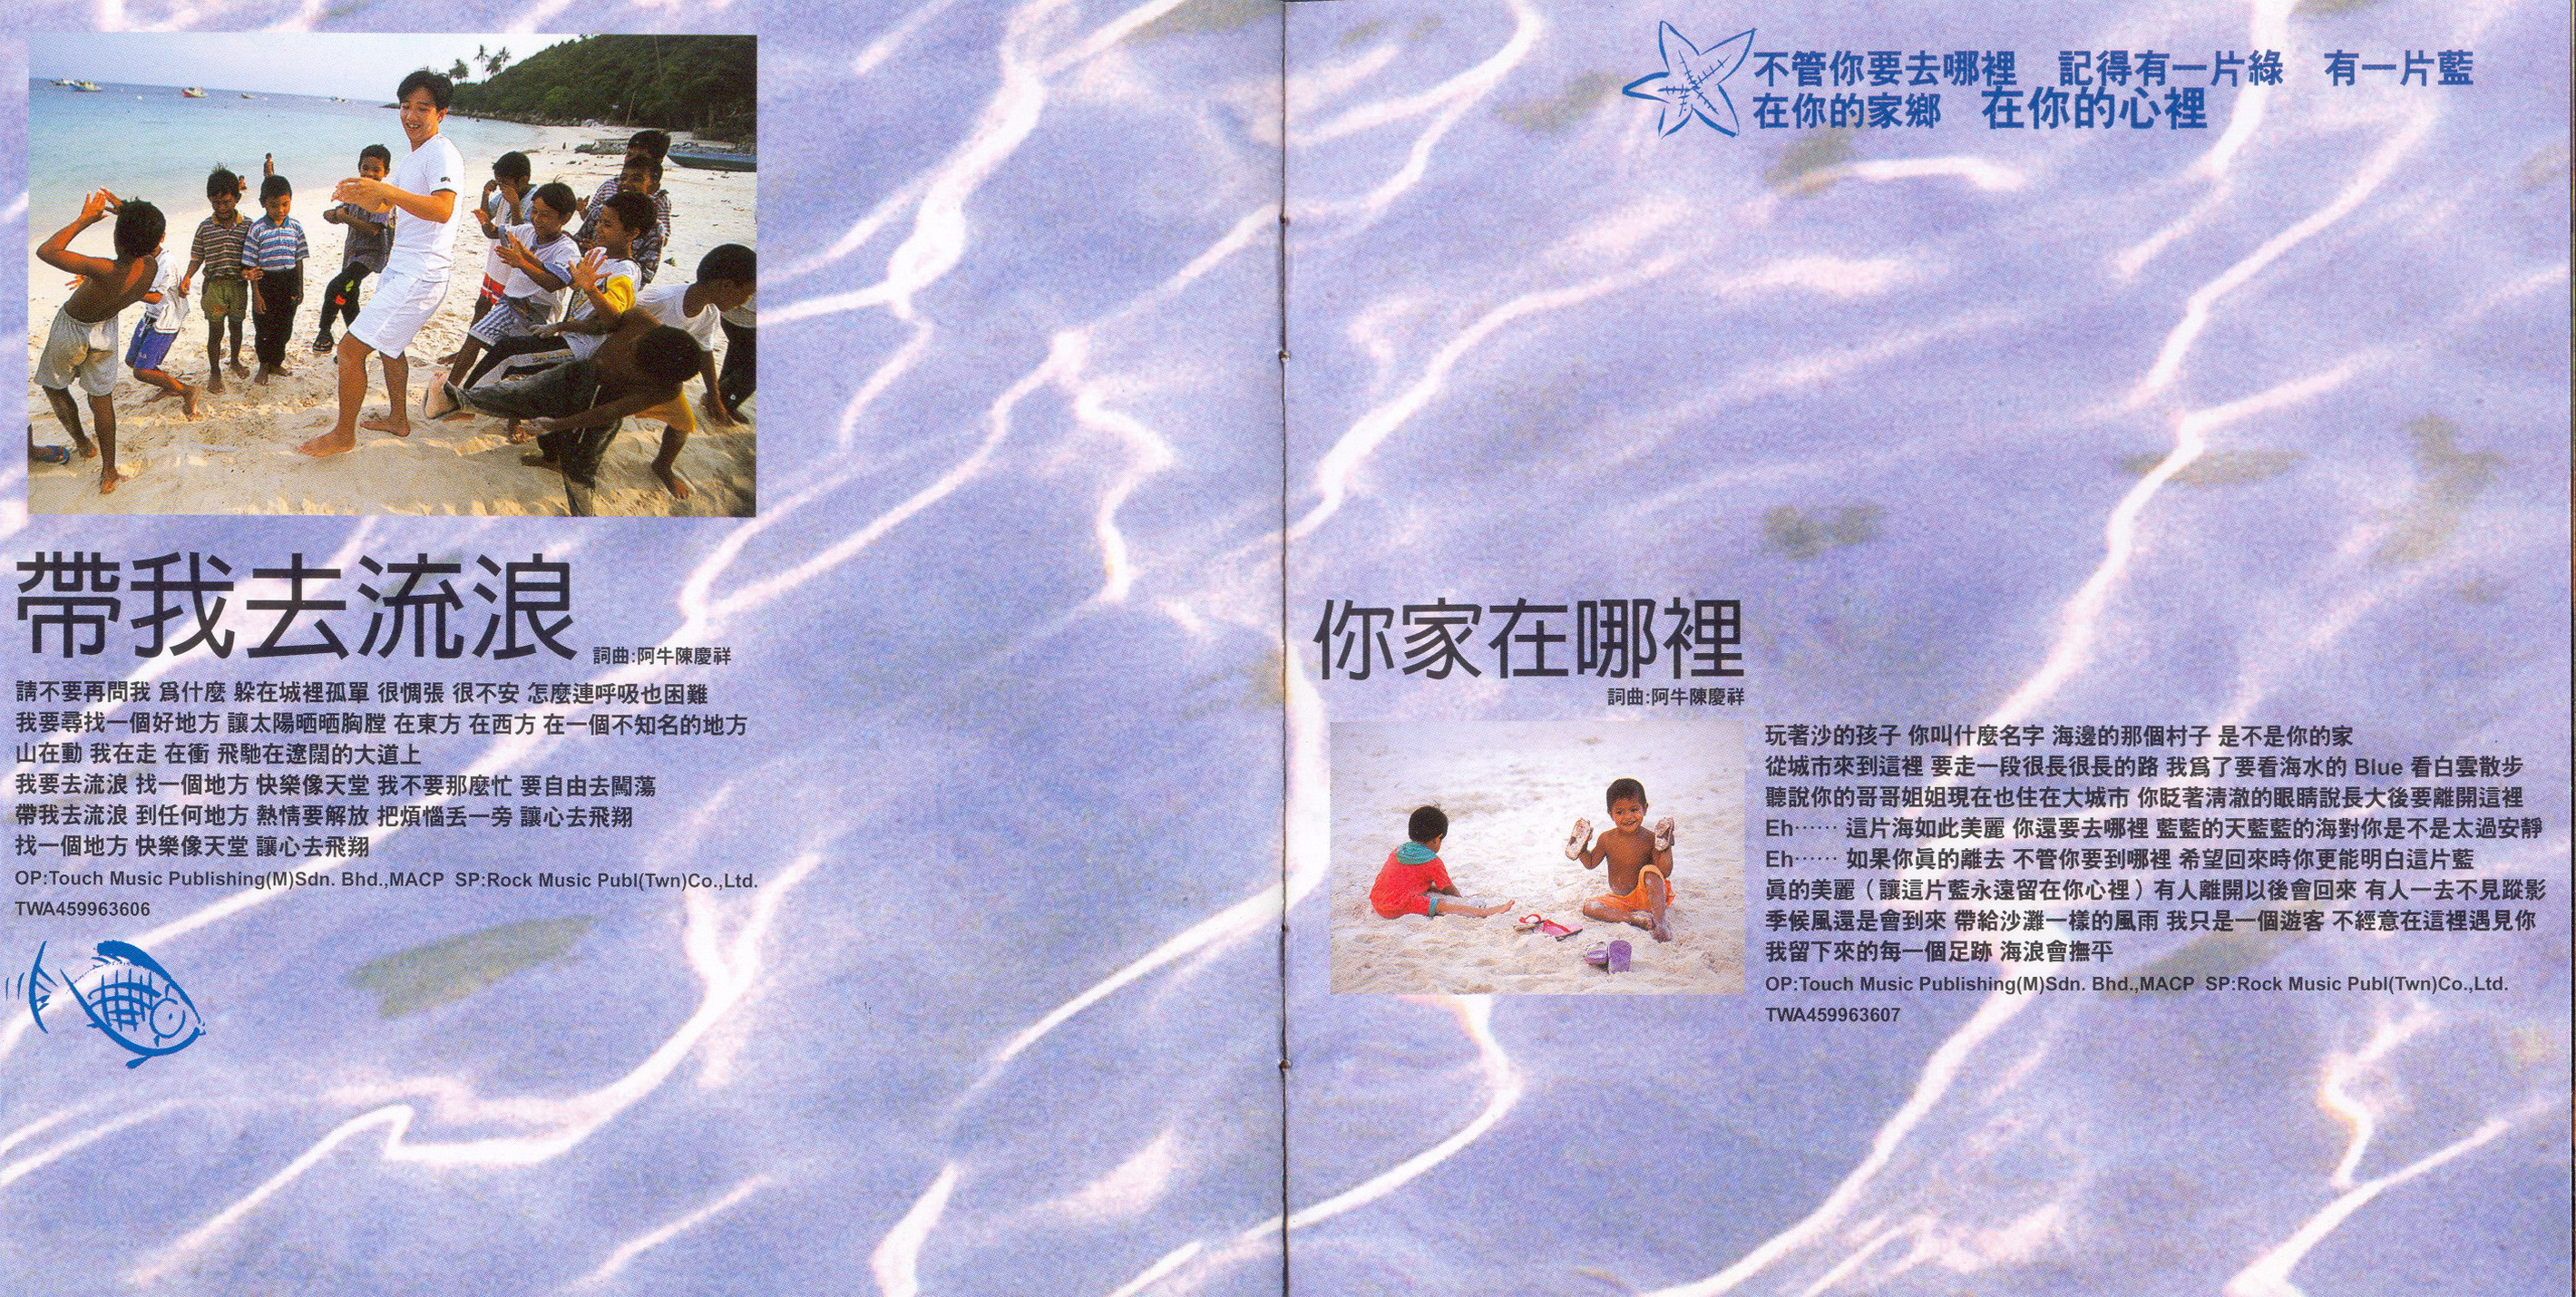 帶我去流浪
詞曲:阿牛陳慶祥
請不要再問我 爲什麼 躲在城裡孤單 很惆張 很不安 怎麼連呼吸也困難
我要尋找一個好地方 讓太陽晒晒胸膛 在東方 在西方 在一個不知名的地方
山在動 我在走 在衝 飛馳在遼闊的大道上
我要去流浪 找一個地方 快樂像天堂 我不要那麼忙 要自由去闖蕩
帶我去流浪 到任何地方 熱情要解放 把煩惱丟一旁 讓心去飛翔
找一個地方 快樂像天堂 讓心去飛翔
OP:Touch Music Publishing(M)Sdn. Bhd.,MACP SP:Rock Music Publ(Twn)Co.,Ltd.
TWA459963606
不管你要去哪裡 記得有一片綠 有一片藍
在你的家鄉 在你的心裡
你家在哪裡
詞曲:阿牛陳慶祥
玩著沙的孩子 你叫什麼名字 海邊的那個村子 是不是你的家
從城市來到這裡 要走一段很長很長的路 我爲了要看海水的 Blue 看白雲散步
聽說你的哥哥姐姐現在也住在大城市 你眨著清澈的眼睛說長大後要離開這裡
Eh…… 這片海如此美麗 你還要去哪裡 藍藍的天藍藍的海對你是不是太過安靜
Eh…… 如果你眞的離去 不管你要到哪裡 希望回來時你更能明白這片藍
眞的美麗（讓這片藍永遠留在你心裡）有人離開以後會回來 有人一去不見蹤影
季候風還是會到來 帶給沙灘一樣的風雨 我只是一個遊客 不經意在這裡遇見你
我留下來的每一個足跡 海浪會撫平
OP:Touch Music Publishing(M)Sdn. Bhd.,MACP SP:Rock Music Publ(Twn)Co.,Ltd.
TWA459963607